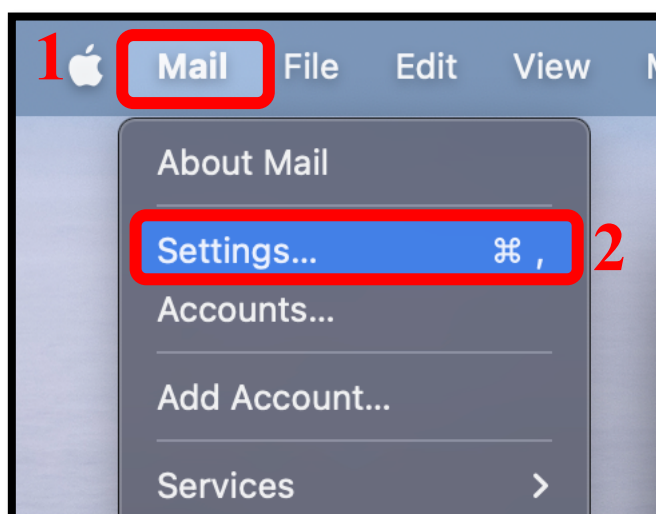 1 Mail File Edit View
About Mail
Settings... ⌘ , 2
Accounts...
Add Account...
Services >